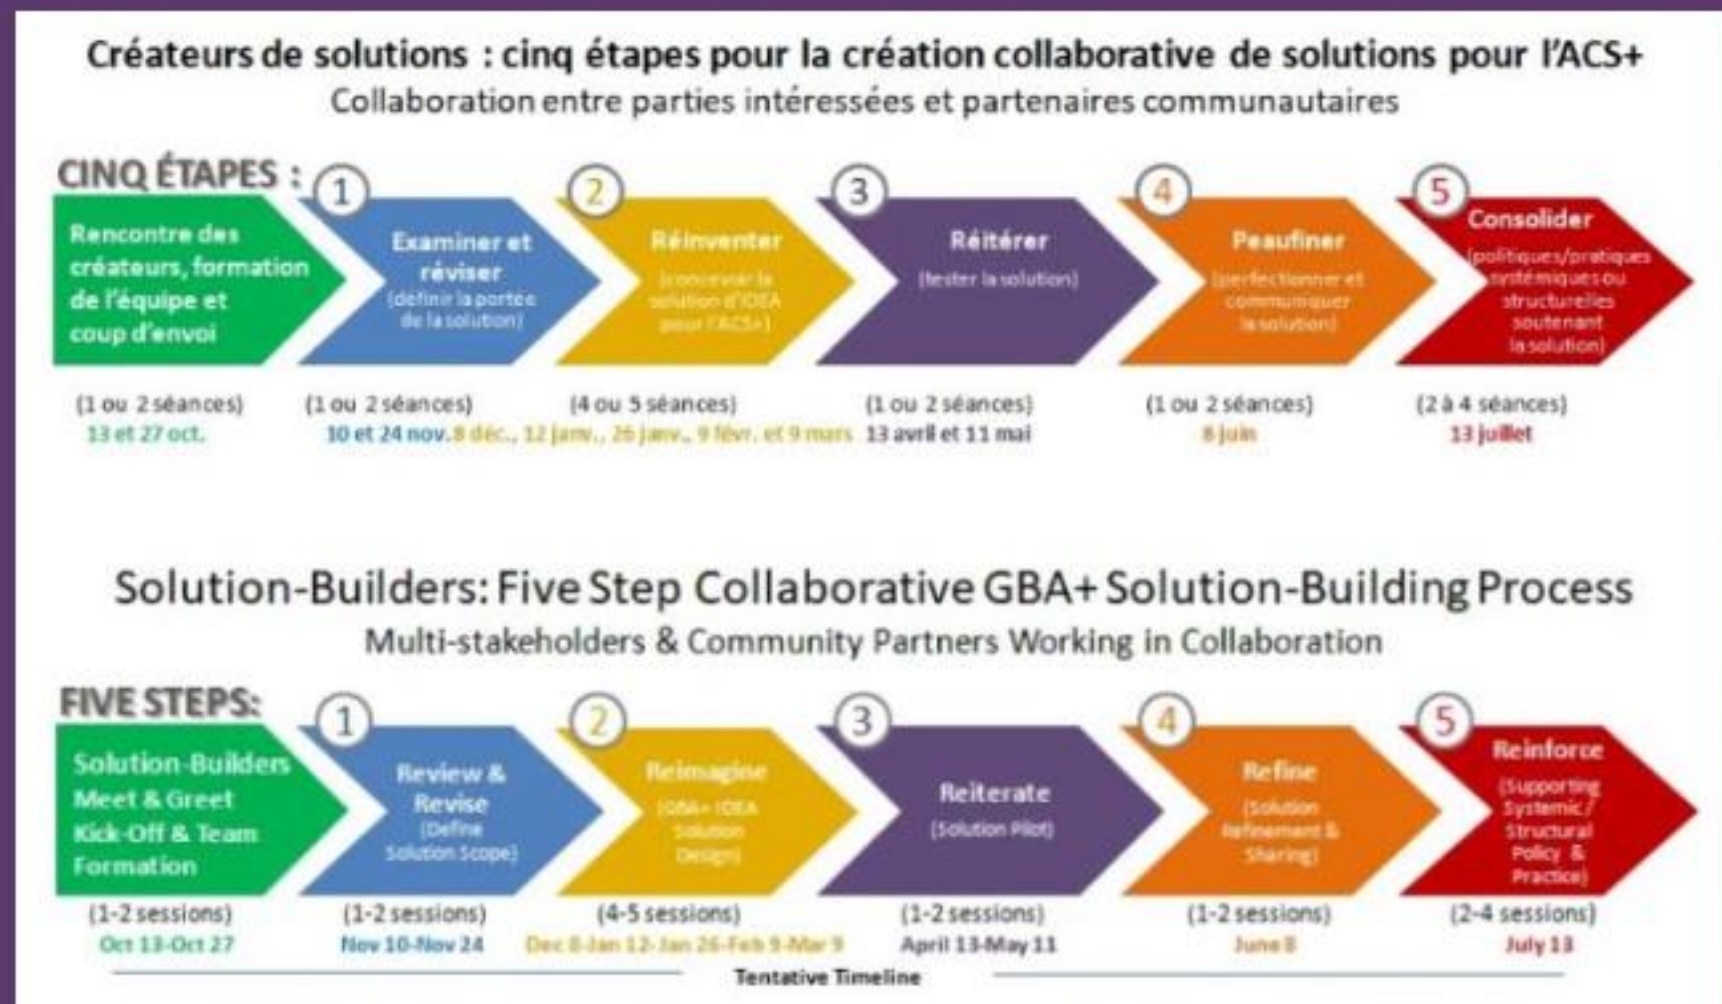 Créateurs de solutions : cinq étapes pour la création collaborative de solutions pour l'ACS+
Collaboration entre parties intéressées et partenaires communautaires
CINQ ÉTAPES :
Rencontre des
créateurs, formation
de l'équipe et
coup d'envoi
(1 ou 2 séances)
13 et 27 oct.
1
Examiner et
réviser
(définir la portée
de la solution)
(1 ou 2 séances)
10 et 24 nov.
2
Réinventer
(concevoir la
solution d'IDEA
pour l'ACS+)
(4 ou 5 séances)
8 déc., 12 janv., 26 janv., 9 févr. et 9 mars
3
Réitérer
(tester la solution)
(1 ou 2 séances)
13 avril et 11 mai
4
Peaufiner
(perfectionner et
communiquer
la solution)
(1 ou 2 séances)
8 juin
5
Consolider
(politiques/pratiques
systémiques ou
structurelles
soutenant
la solution)
(2 à 4 séances)
13 juillet
Solution-Builders: Five Step Collaborative GBA+ Solution-Building Process
Multi-stakeholders & Community Partners Working in Collaboration
FIVE STEPS:
Solution-Builders
Meet & Greet
Kick-Off & Team
Formation
(1-2 sessions)
Oct 13-Oct 27
1
Review &
Revise
(Define
Solution Scope)
(1-2 sessions)
Nov 10-Nov 24
2
Reimagine
(GBA+ IDEA
Solution
Design)
(4-5 sessions)
Dec 8-Jan 12-Jan 26-Feb 9-Mar 9
3
Reiterate
(Solution Pilot)
(1-2 sessions)
April 13-May 11
4
Refine
(Solution
Refinement &
Sharing)
(1-2 sessions)
June 8
5
Reinforce
(Supporting
Systemic/
Structural
Policy &
Practice)
(2-4 sessions)
July 13
Tentative Timeline